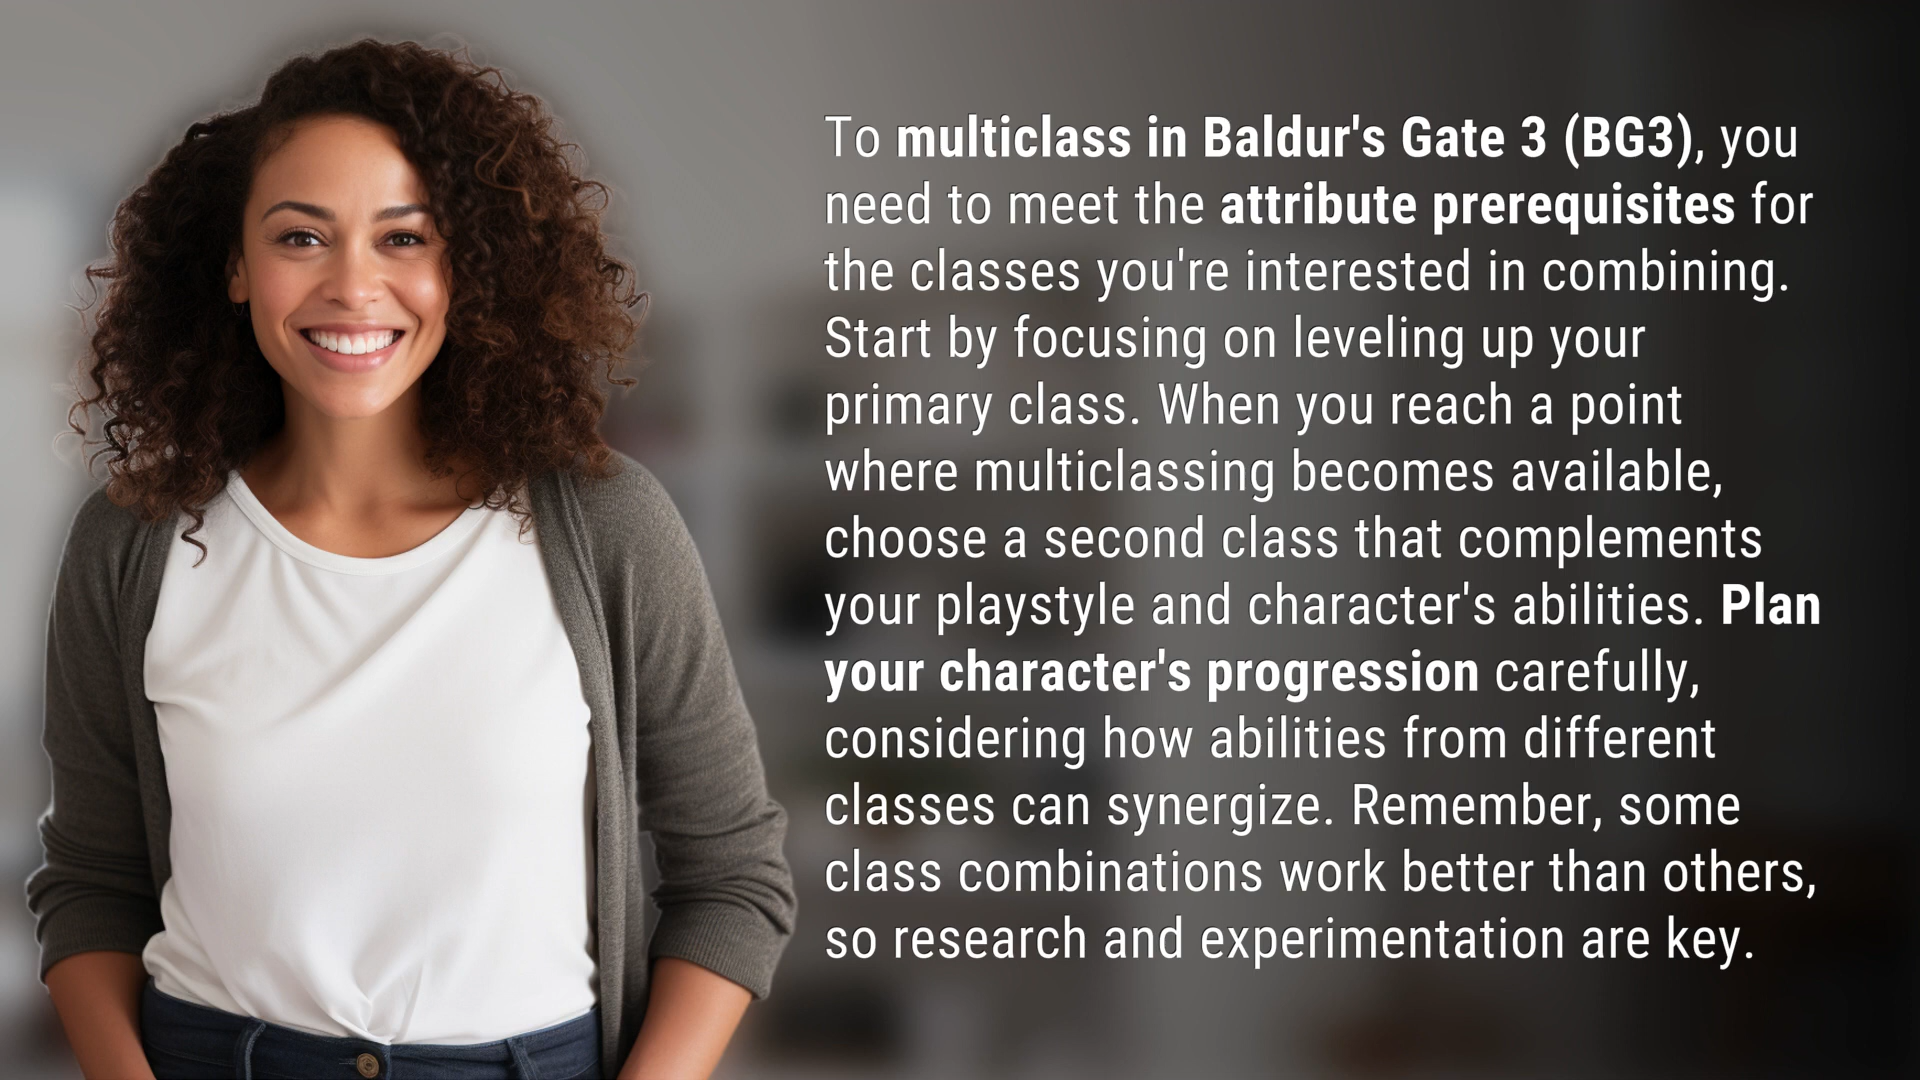 To multiclass in Baldur's Gate 3 (BG3), you
need to meet the attribute prerequisites for
the classes you're interested in combining.
Start by focusing on leveling up your
primary class. When you reach a point
where multiclassing becomes available,
choose a second class that complements
your playstyle and character's abilities. Plan
your character's progression carefully,
considering how abilities from different
classes can synergize. Remember, some
class combinations work better than others,
so research and experimentation are key.